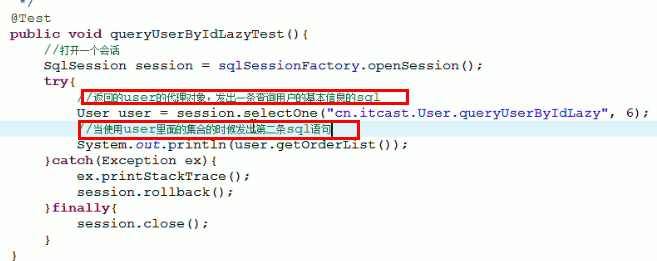 */
@Test
public void queryUserByIdLazyTest(){
//打开一个会话
SqlSession session = sqlSessionFactory.openSession();
try{
//返回的user的代理对象，发出一条查询用户的基本信息的sql
User user = session.selectOne("cn.itcast.User.queryUserByIdLazy", 6);
//当使用user里面的集合的时候发出第二条sql语句
System.out.println(user.getOrderList());
}catch(Exception ex){
ex.printStackTrace();
session.rollback();
}finally{
session.close();
}
}